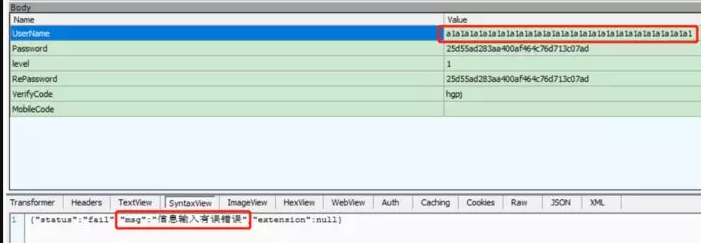 Body
Name Value
UserName a1a1a1a1a1a1a1a1a1a1a1a1a1a1a1a1a1a1a1a1a1a1a1a1a1a1
Password 25d55ad283aa400af464c76d713c07ad
level 1
RePassword 25d55ad283aa400af464c76d713c07ad
VerifyCode hgpj
MobileCode
Transformer Headers TextView SyntaxView ImageView HexView WebView Auth Caching Cookies Raw JSON XML
1 {"status":"fail" "msg":"信息输入有误错误" "extension":null}